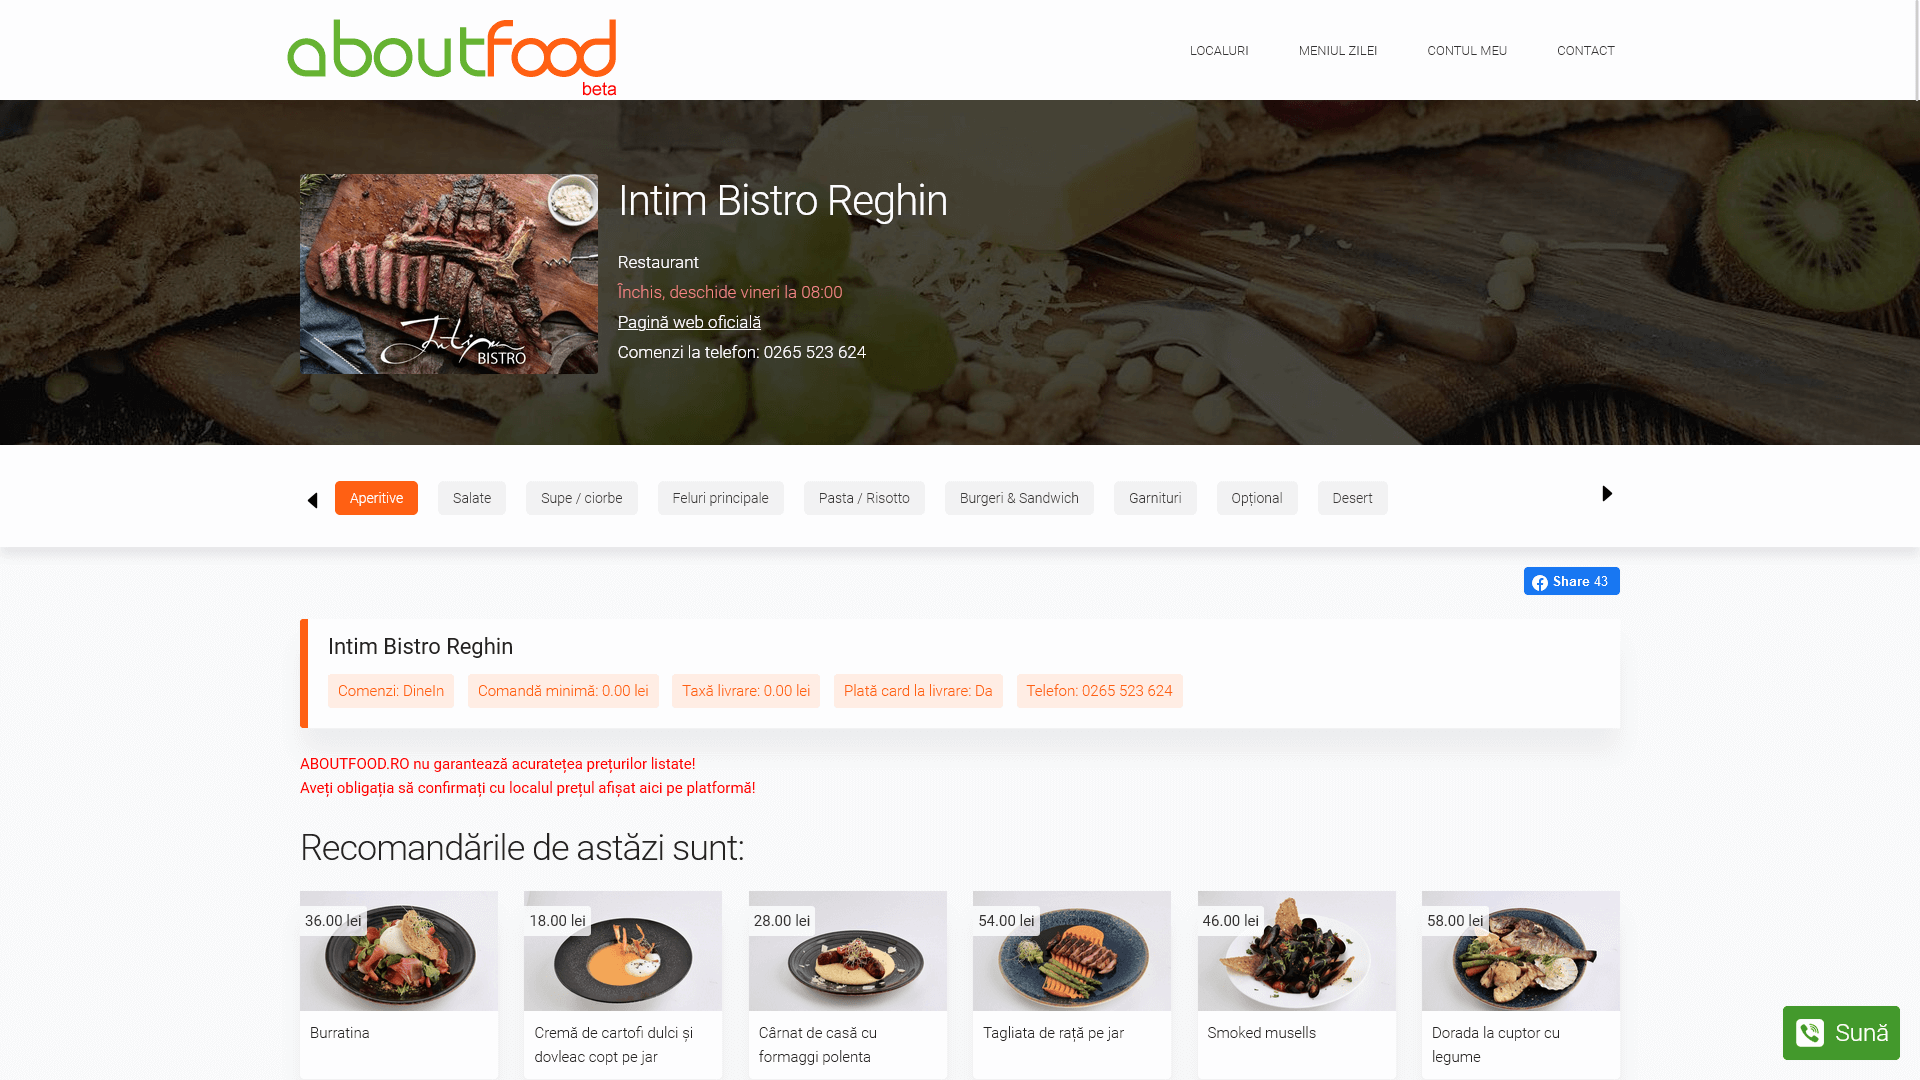 aboutfood
beta
LOCALURI
MENIUL ZILEI
CONTUL MEU
CONTACT
Intim
BISTRO
Intim Bistro Reghin
Restaurant
Închis, deschide vineri la 08:00
Pagină web oficială
Comenzi la telefon: 0265 523 624
Aperitive
Salate
Supe / ciorbe
Feluri principale
Pasta / Risotto
Burgeri & Sandwich
Garnituri
Opțional
Desert
Share 43
Intim Bistro Reghin
Comenzi: DineIn
Comandă minimă: 0.00 lei
Taxă livrare: 0.00 lei
Plată card la livrare: Da
Telefon: 0265 523 624
ABOUTFOOD.RO nu garantează acuratețea prețurilor listate!
Aveți obligația să confirmați cu localul prețul afișat aici pe platformă!
Recomandările de astăzi sunt:
36.00 lei
Burratina
18.00 lei
Cremă de cartofi dulci și
dovleac copt pe jar
28.00 lei
Cârnat de casă cu
formaggi polenta
54.00 lei
Tagliata de rață pe jar
46.00 lei
Smoked musells
58.00 lei
Dorada la cuptor cu
legume
Sună